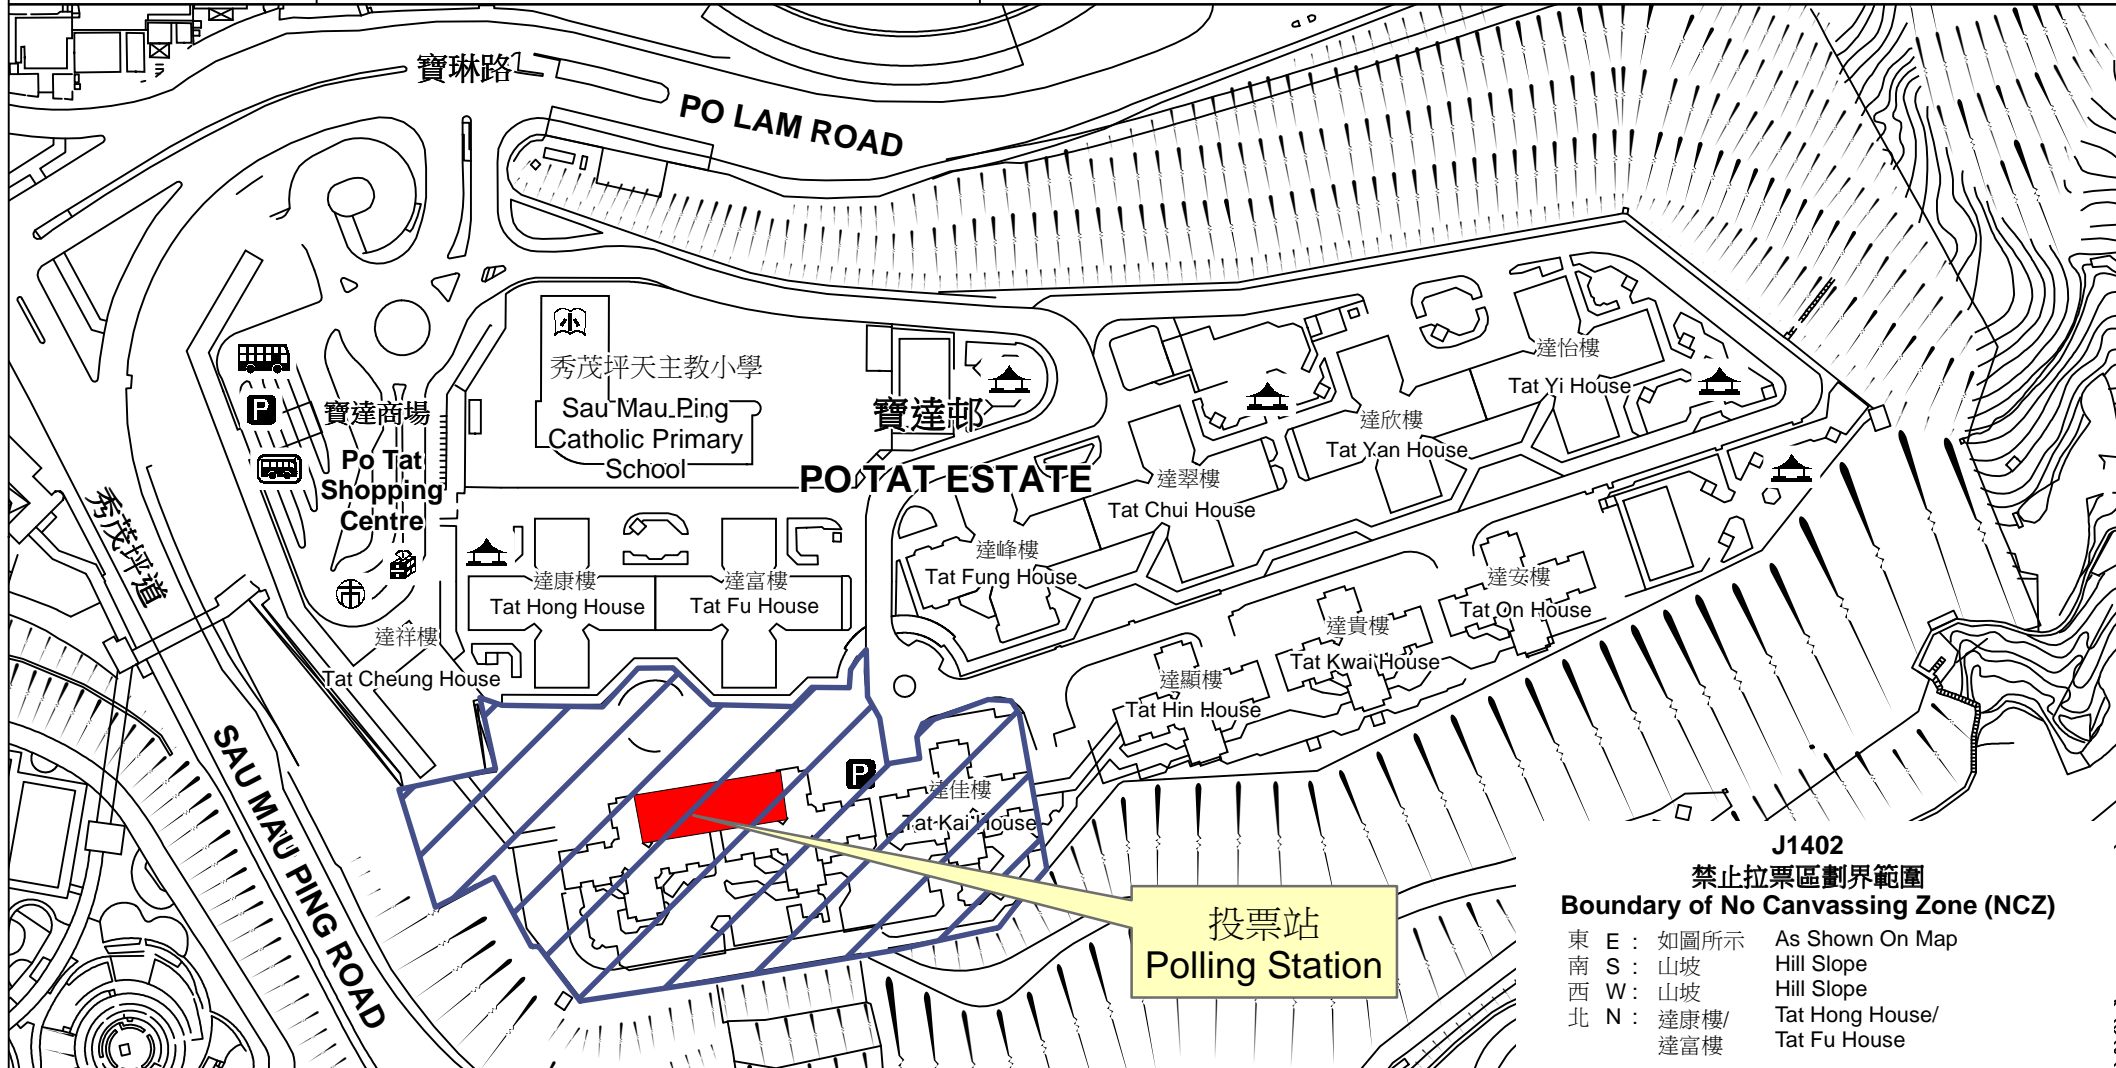 寶琳路
PO LAM ROAD
秀茂坪天主教小學
Sau Mau Ping
Catholic Primary
School
寶達商場
Po Tat
Shopping
Centre
寶達邨
PO TAT ESTATE
達怡樓
Tat Yi House
達欣樓
Tat Yan House
達翠樓
Tat Chui House
達峰樓
Tat Fung House
達康樓
Tat Hong House
達富樓
Tat Fu House
達安樓
Tat On House
達貴樓
Tat Kwai House
達顯樓
Tat Hin House
達祥樓
Tat Cheung House
達佳樓
Tat Kai House
秀茂坪道
SAU MAU PING ROAD
P
P
投票站
Polling Station
J1402
禁止拉票區劃界範圍
Boundary of No Canvassing Zone (NCZ)
東 E : 如圖所示 As Shown On Map
南 S : 山坡 Hill Slope
西 W : 山坡 Hill Slope
北 N : 達康樓/ Tat Hong House/
達富樓 Tat Fu House